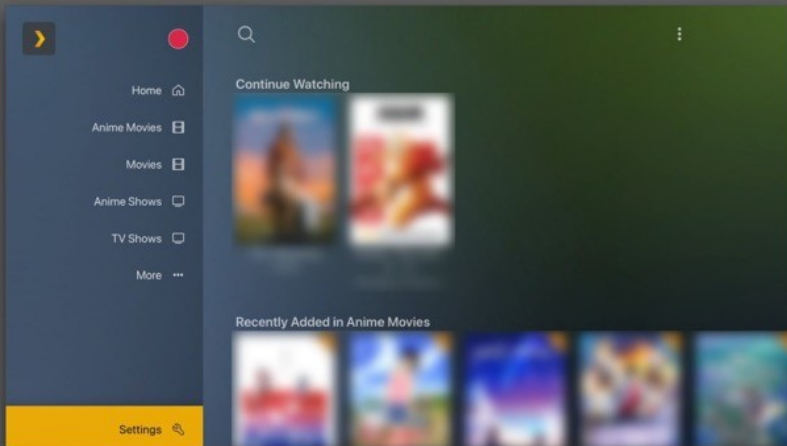 Home
Anime Movies
Movies
Anime Shows
TV Shows
More
Settings
Continue Watching
Recently Added in Anime Movies